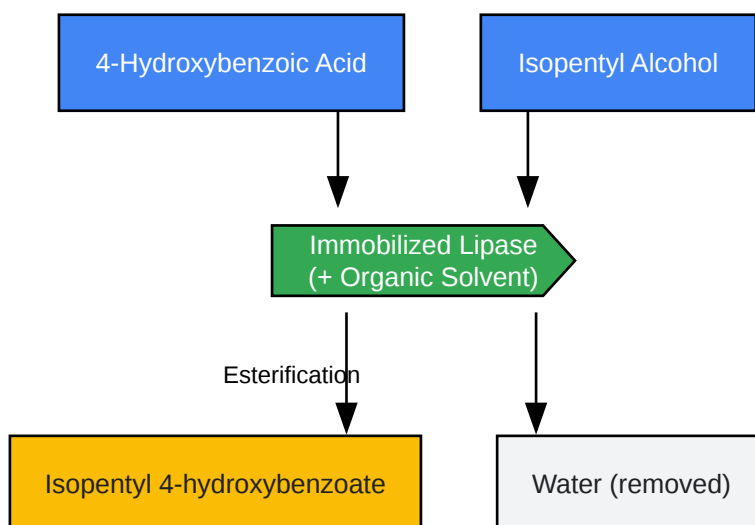 4-Hydroxybenzoic Acid
Isopentyl Alcohol
Immobilized Lipase
(+ Organic Solvent)
Esterification
Isopentyl 4-hydroxybenzoate
Water (removed)